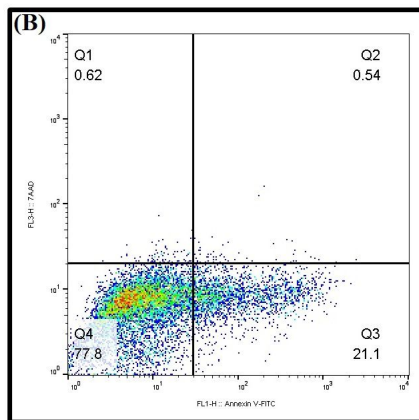 (B)
Q1
0.62
Q2
0.54
10⁴
10³
10²
10¹
10⁰
FL3-H :: 7AAD
Q4
77.8
Q3
21.1
10⁰
10¹
10²
10³
10⁴
FL1-H :: Annexin V-FITC